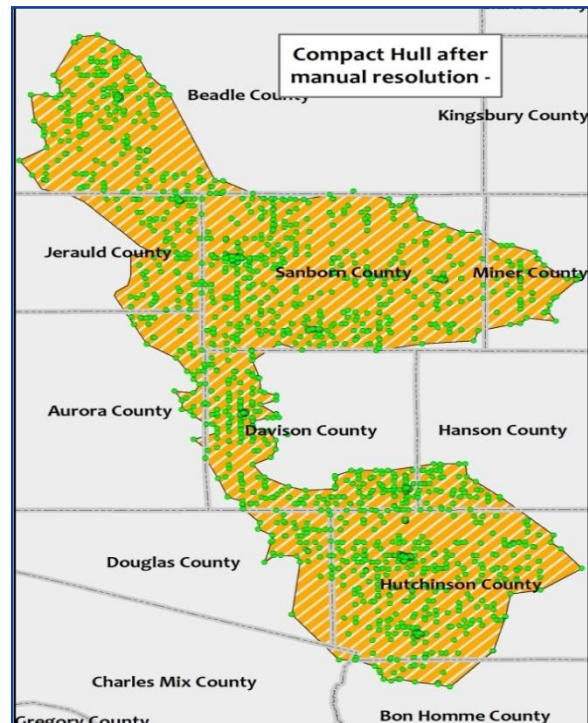 Compact Hull after
manual resolution -
Beadle County
Kingsbury County
Jerauld County
Sanborn County
Miner County
Aurora County
Davison County
Hanson County
Douglas County
Hutchinson County
Charles Mix County
Gregory County
Bon Homme County